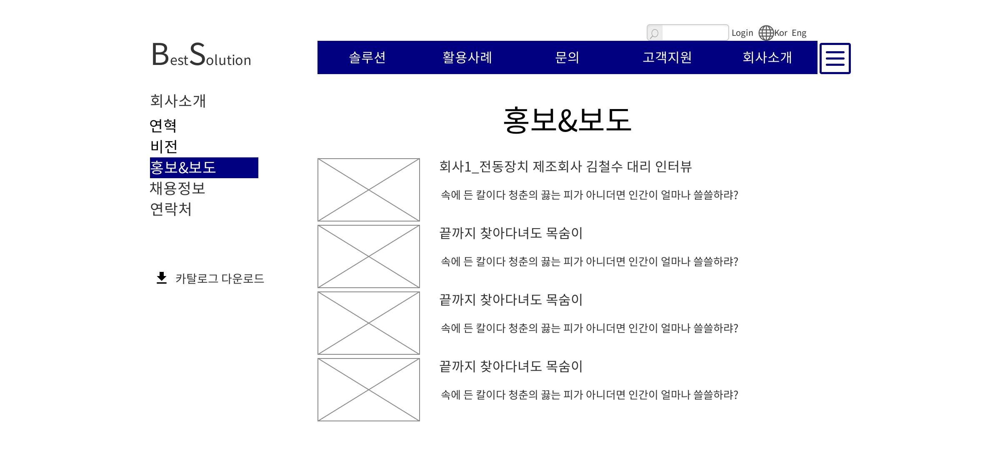 Login Kor Eng
BestSolution
솔루션 활용사례 문의 고객지원 회사소개
회사소개
연혁
비전
홍보&보도
채용정보
연락처
카탈로그 다운로드
홍보&보도
회사1_전동장치 제조회사 김철수 대리 인터뷰
속에 든 칼이다 청춘의 끓는 피가 아니더면 인간이 얼마나 쓸쓸하랴?
끝까지 찾아다녀도 목숨이
속에 든 칼이다 청춘의 끓는 피가 아니더면 인간이 얼마나 쓸쓸하랴?
끝까지 찾아다녀도 목숨이
속에 든 칼이다 청춘의 끓는 피가 아니더면 인간이 얼마나 쓸쓸하랴?
끝까지 찾아다녀도 목숨이
속에 든 칼이다 청춘의 끓는 피가 아니더면 인간이 얼마나 쓸쓸하랴?